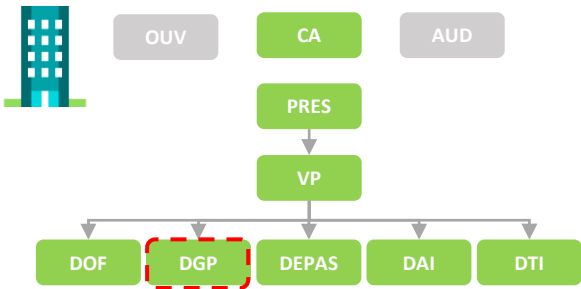 OUV CA AUD
PRES
VP
DOF DGP DEPAS DAI DTI